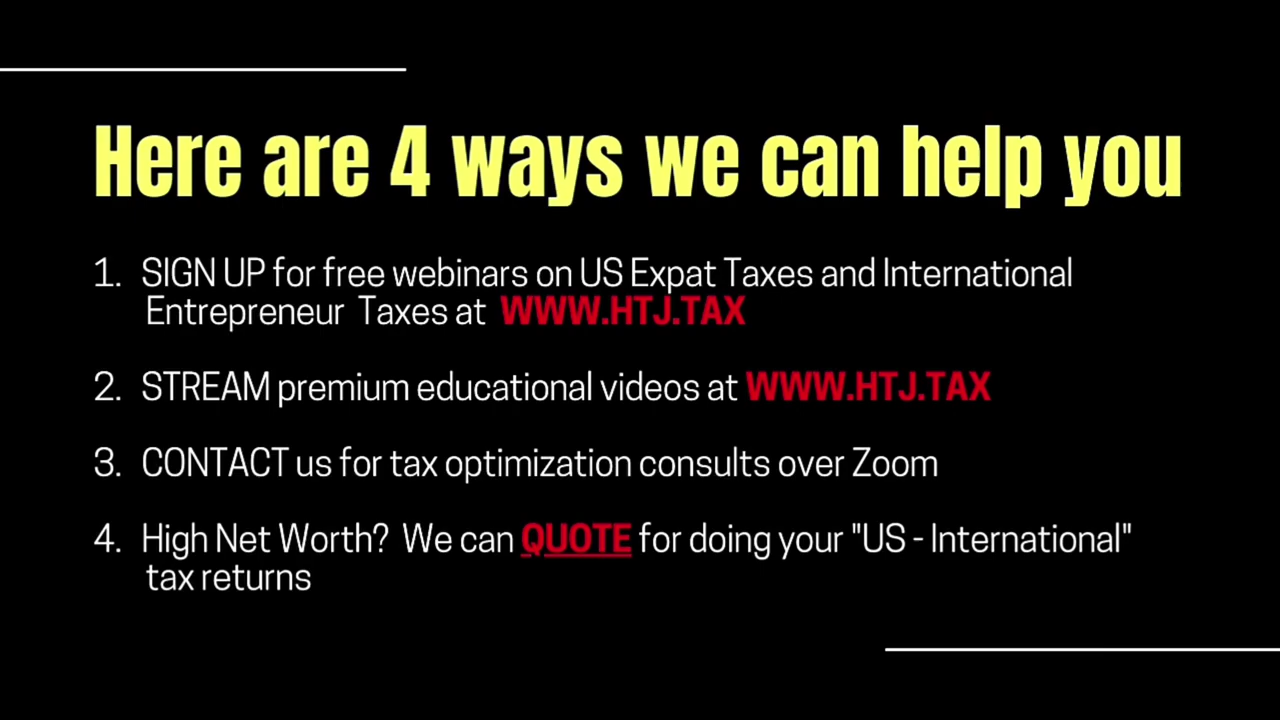 Here are 4 ways we can help you
1. SIGN UP for free webinars on US Expat Taxes and International
Entrepreneur Taxes at WWW.HTJ.TAX
2. STREAM premium educational videos at WWW.HTJ.TAX
3. CONTACT us for tax optimization consults over Zoom
4. High Net Worth? We can QUOTE for doing your "US - International"
tax returns